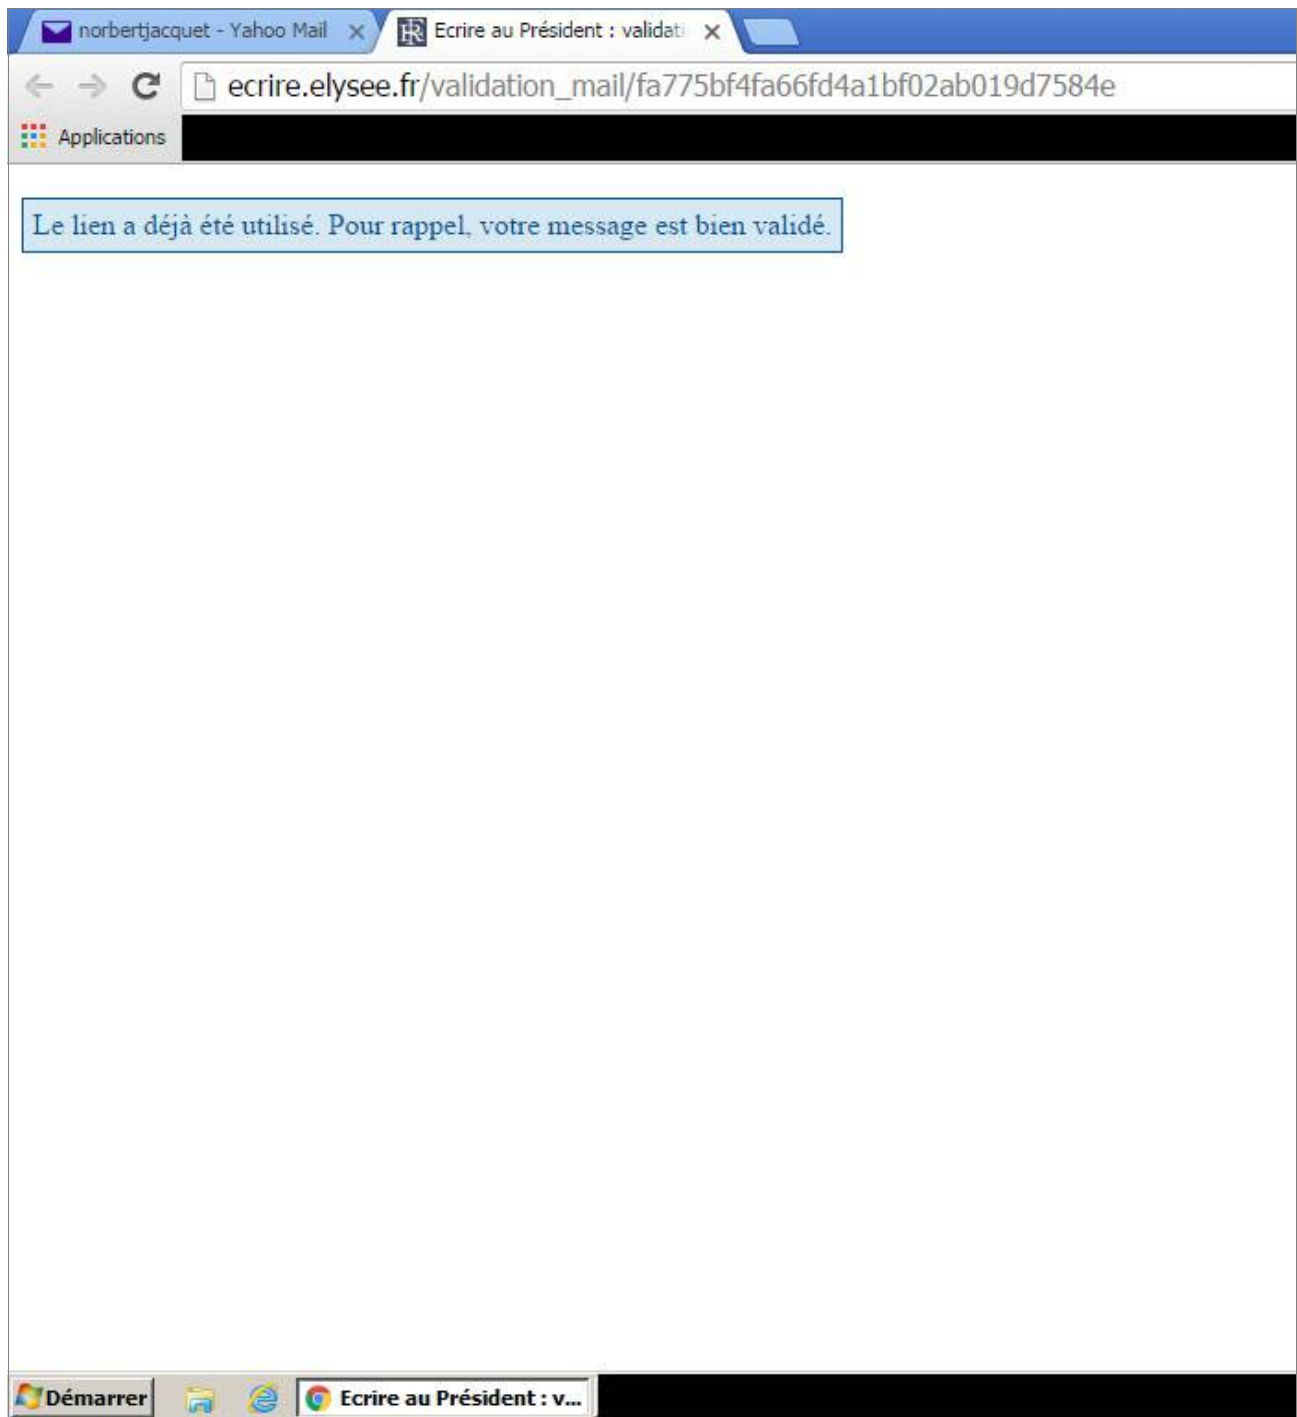 norbertjacquet - Yahoo Mail
Ecrire au Président : validati
ecrire.elysee.fr/validation_mail/fa775bf4fa66fd4a1bf02ab019d7584e
Applications
Le lien a déjà été utilisé. Pour rappel, votre message est bien validé.
Démarrer
Ecrire au Président : v...